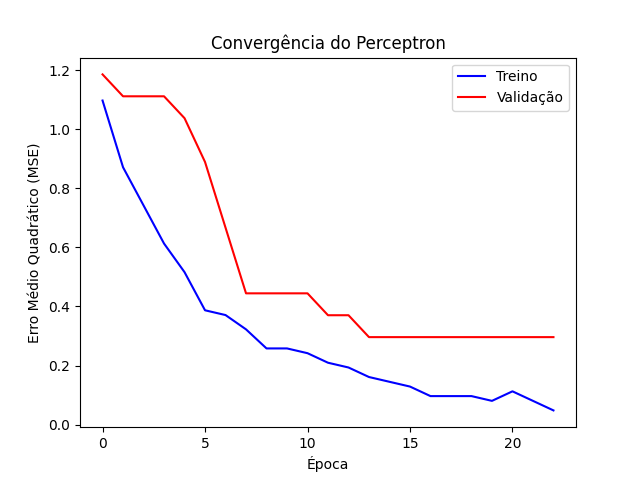 Convergência do Perceptron
Treino
Validação
Erro Médio Quadrático (MSE)
1.2
1.0
0.8
0.6
0.4
0.2
0.0
0 5 10 15 20
Época